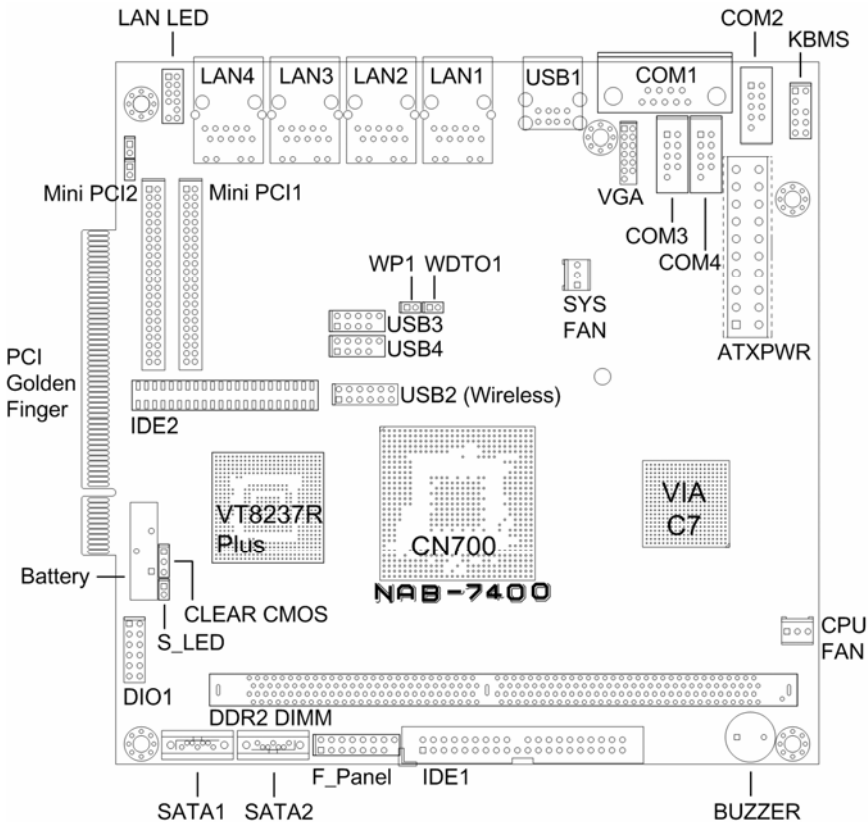 LAN LED
COM2
KBMS
LAN4
LAN3
LAN2
LAN1
USB1
COM1
Mini PCI2
Mini PCI1
VGA
COM3
COM4
WP1
WDTO1
SYS
FAN
USB3
USB4
ATXPWR
PCI
Golden
Finger
USB2 (Wireless)
IDE2
VT8237R
Plus
CN700
VIA
C7
NAB-7400
Battery
CLEAR CMOS
S_LED
CPU
FAN
DIO1
DDR2 DIMM
F_Panel
IDE1
SATA1
SATA2
BUZZER